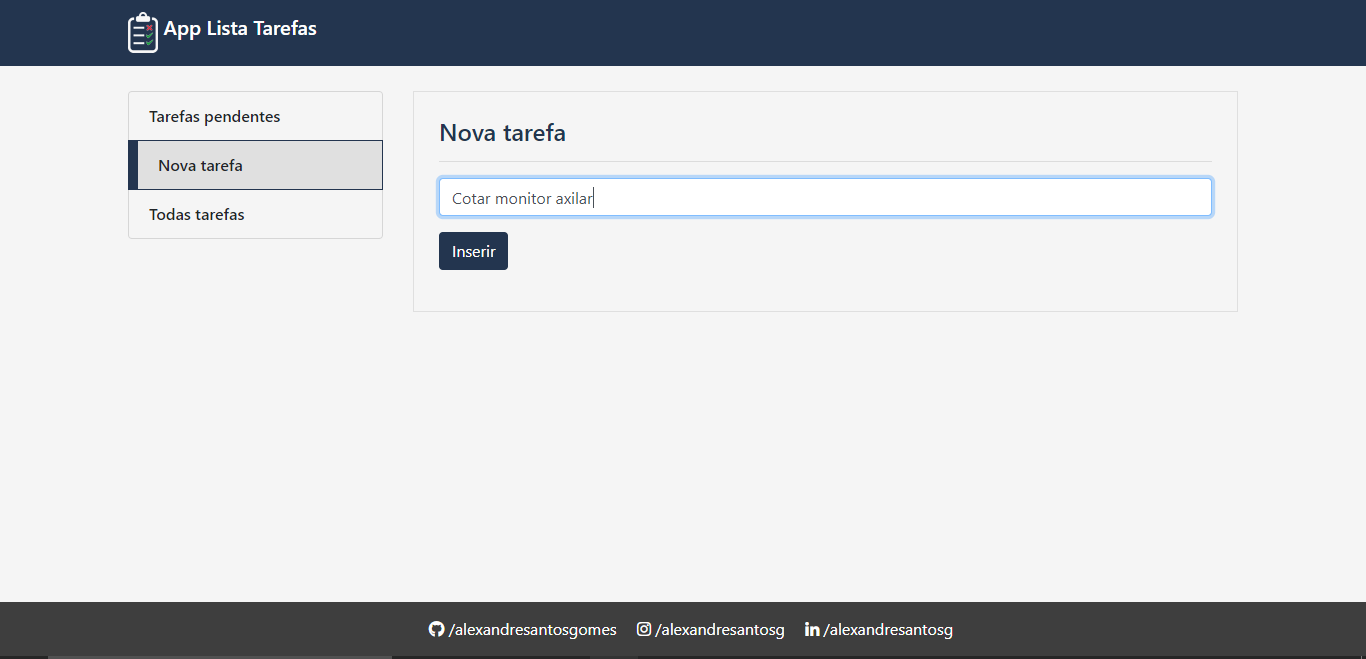 App Lista Tarefas
Tarefas pendentes
Nova tarefa
Todas tarefas
Nova tarefa
Cotar monitor axilar
Inserir
/alexandresantosgomes /alexandresantosg /alexandresantosg